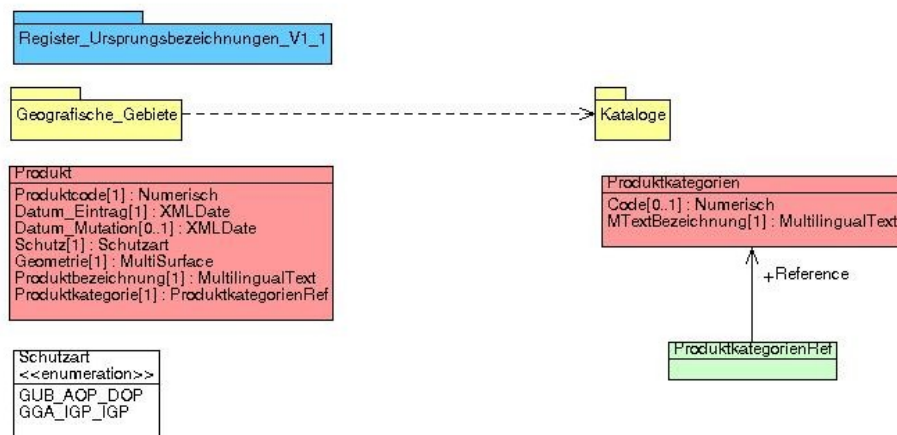 Register_Ursprungsbezeichnungen_V1_1
Geografische_Gebiete
Kataloge
Produkt
Produktcode[1] : Numerisch
Datum_Eintrag[1] : XMLDate
Datum_Mutation[0..1] : XMLDate
Schutz[1] : Schutzart
Geometrie[1] : MultiSurface
Produktbezeichnung[1] : MultilingualText
Produktkategorie[1] : ProduktkategorienRef
Produktkategorien
Code[0..1] : Numerisch
MTextBezeichnung[1] : MultilingualText
+Reference
ProduktkategorienRef
Schutzart
<<enumeration>>
GUB_AOP_DOP
GGA_IGP_IGP